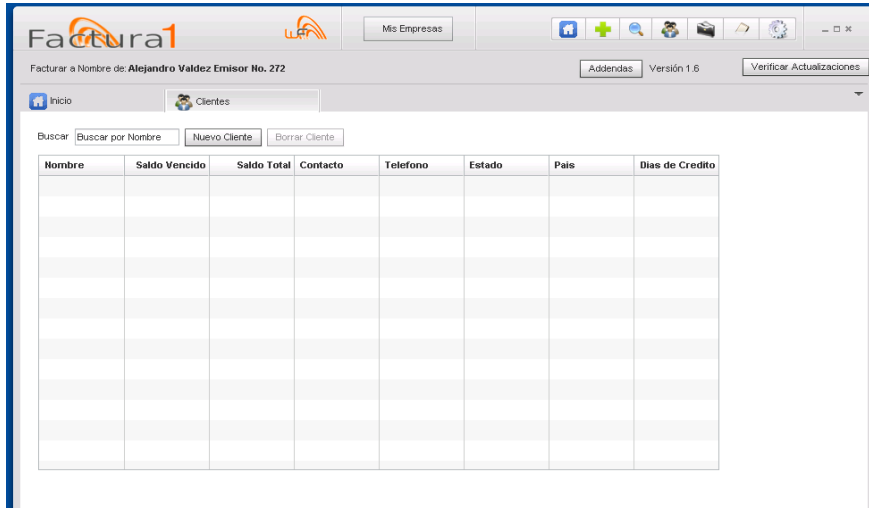 Factura1
Mis Empresas
Facturar a Nombre de: Alejandro Valdez Emisor No. 272
Addendas Versión 1.6 Verificar Actualizaciones
Inicio Clientes
Buscar Buscar por Nombre Nuevo Cliente Borrar Cliente
Nombre Saldo Vencido Saldo Total Contacto Telefono Estado Pais Dias de Credito